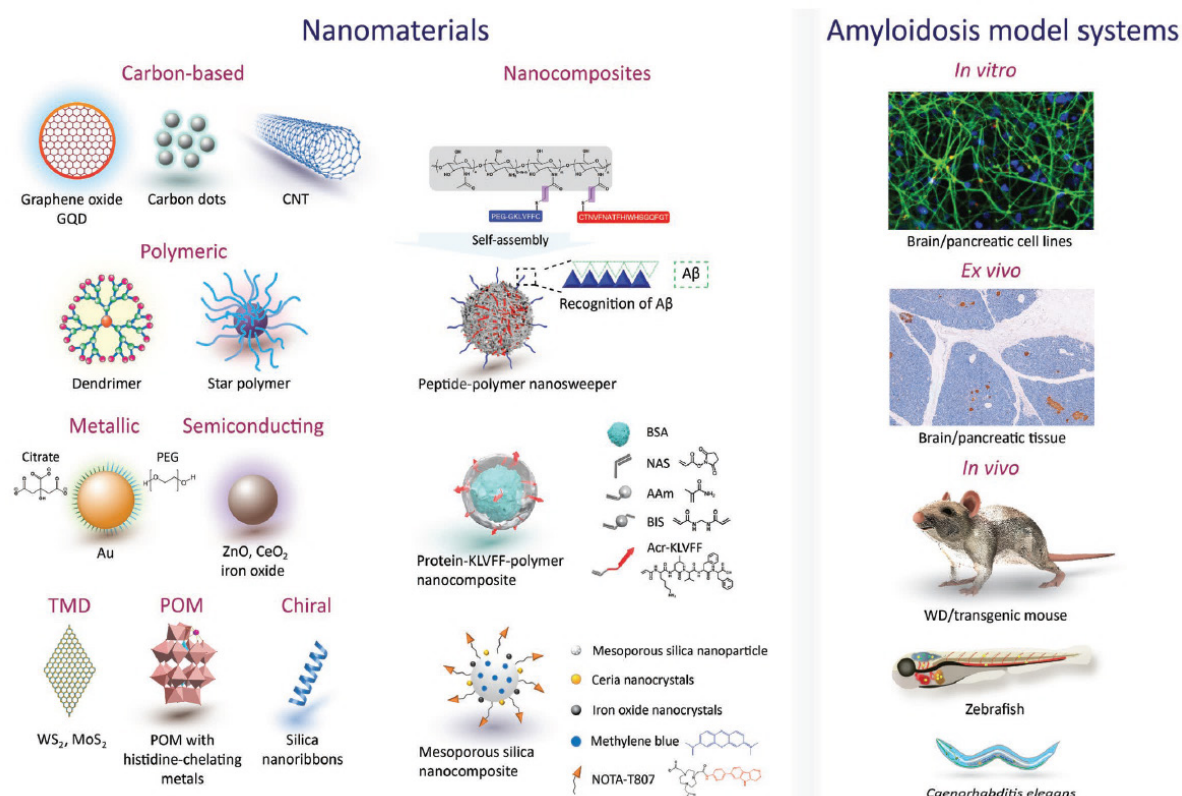 Nanomaterials
Carbon-based
Graphene oxide
GQD
Carbon dots
CNT
Polymeric
Dendrimer
Star polymer
Metallic
Semiconducting
Citrate
PEG
Au
ZnO, CeO₂
iron oxide
TMD
POM
Chiral
WS₂, MoS₂
POM with
histidine-chelating
metals
Silica
nanoribbons
Nanocomposites
PEG-GKLVFFC
CTNVFNATFHIWHSGQFGT
Self-assembly
Aβ
Recognition of Aβ
Peptide-polymer nanosweeper
BSA
NAS
AAm
BIS
Acr-KLVFF
Protein-KLVFF-polymer
nanocomposite
Mesoporous silica nanoparticle
Ceria nanocrystals
Iron oxide nanocrystals
Methylene blue
NOTA-T807
Mesoporous silica
nanocomposite
Amyloidosis model systems
In vitro
Brain/pancreatic cell lines
Ex vivo
Brain/pancreatic tissue
In vivo
WD/transgenic mouse
Zebrafish
Caenorhabditis elegans